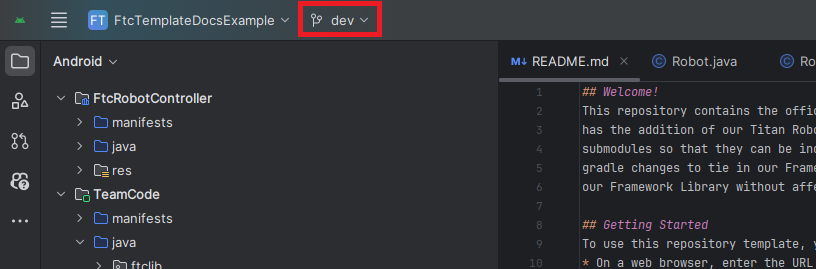 FT FtcTemplateDocsExample dev
Android
FtcRobotController
manifests
java
res
TeamCode
manifests
java
ftclib
M↓ README.md
Robot.java
Ro
1 ## Welcome!
2 This repository contains the offic
3 has the addition of our Titan Robo
4 submodules so that they can be inc
5 gradle changes to tie in our Frame
6 our Framework Library without affe
7
8 ## Getting Started
9 To use this repository template, y
10 * On a web browser, enter the URL